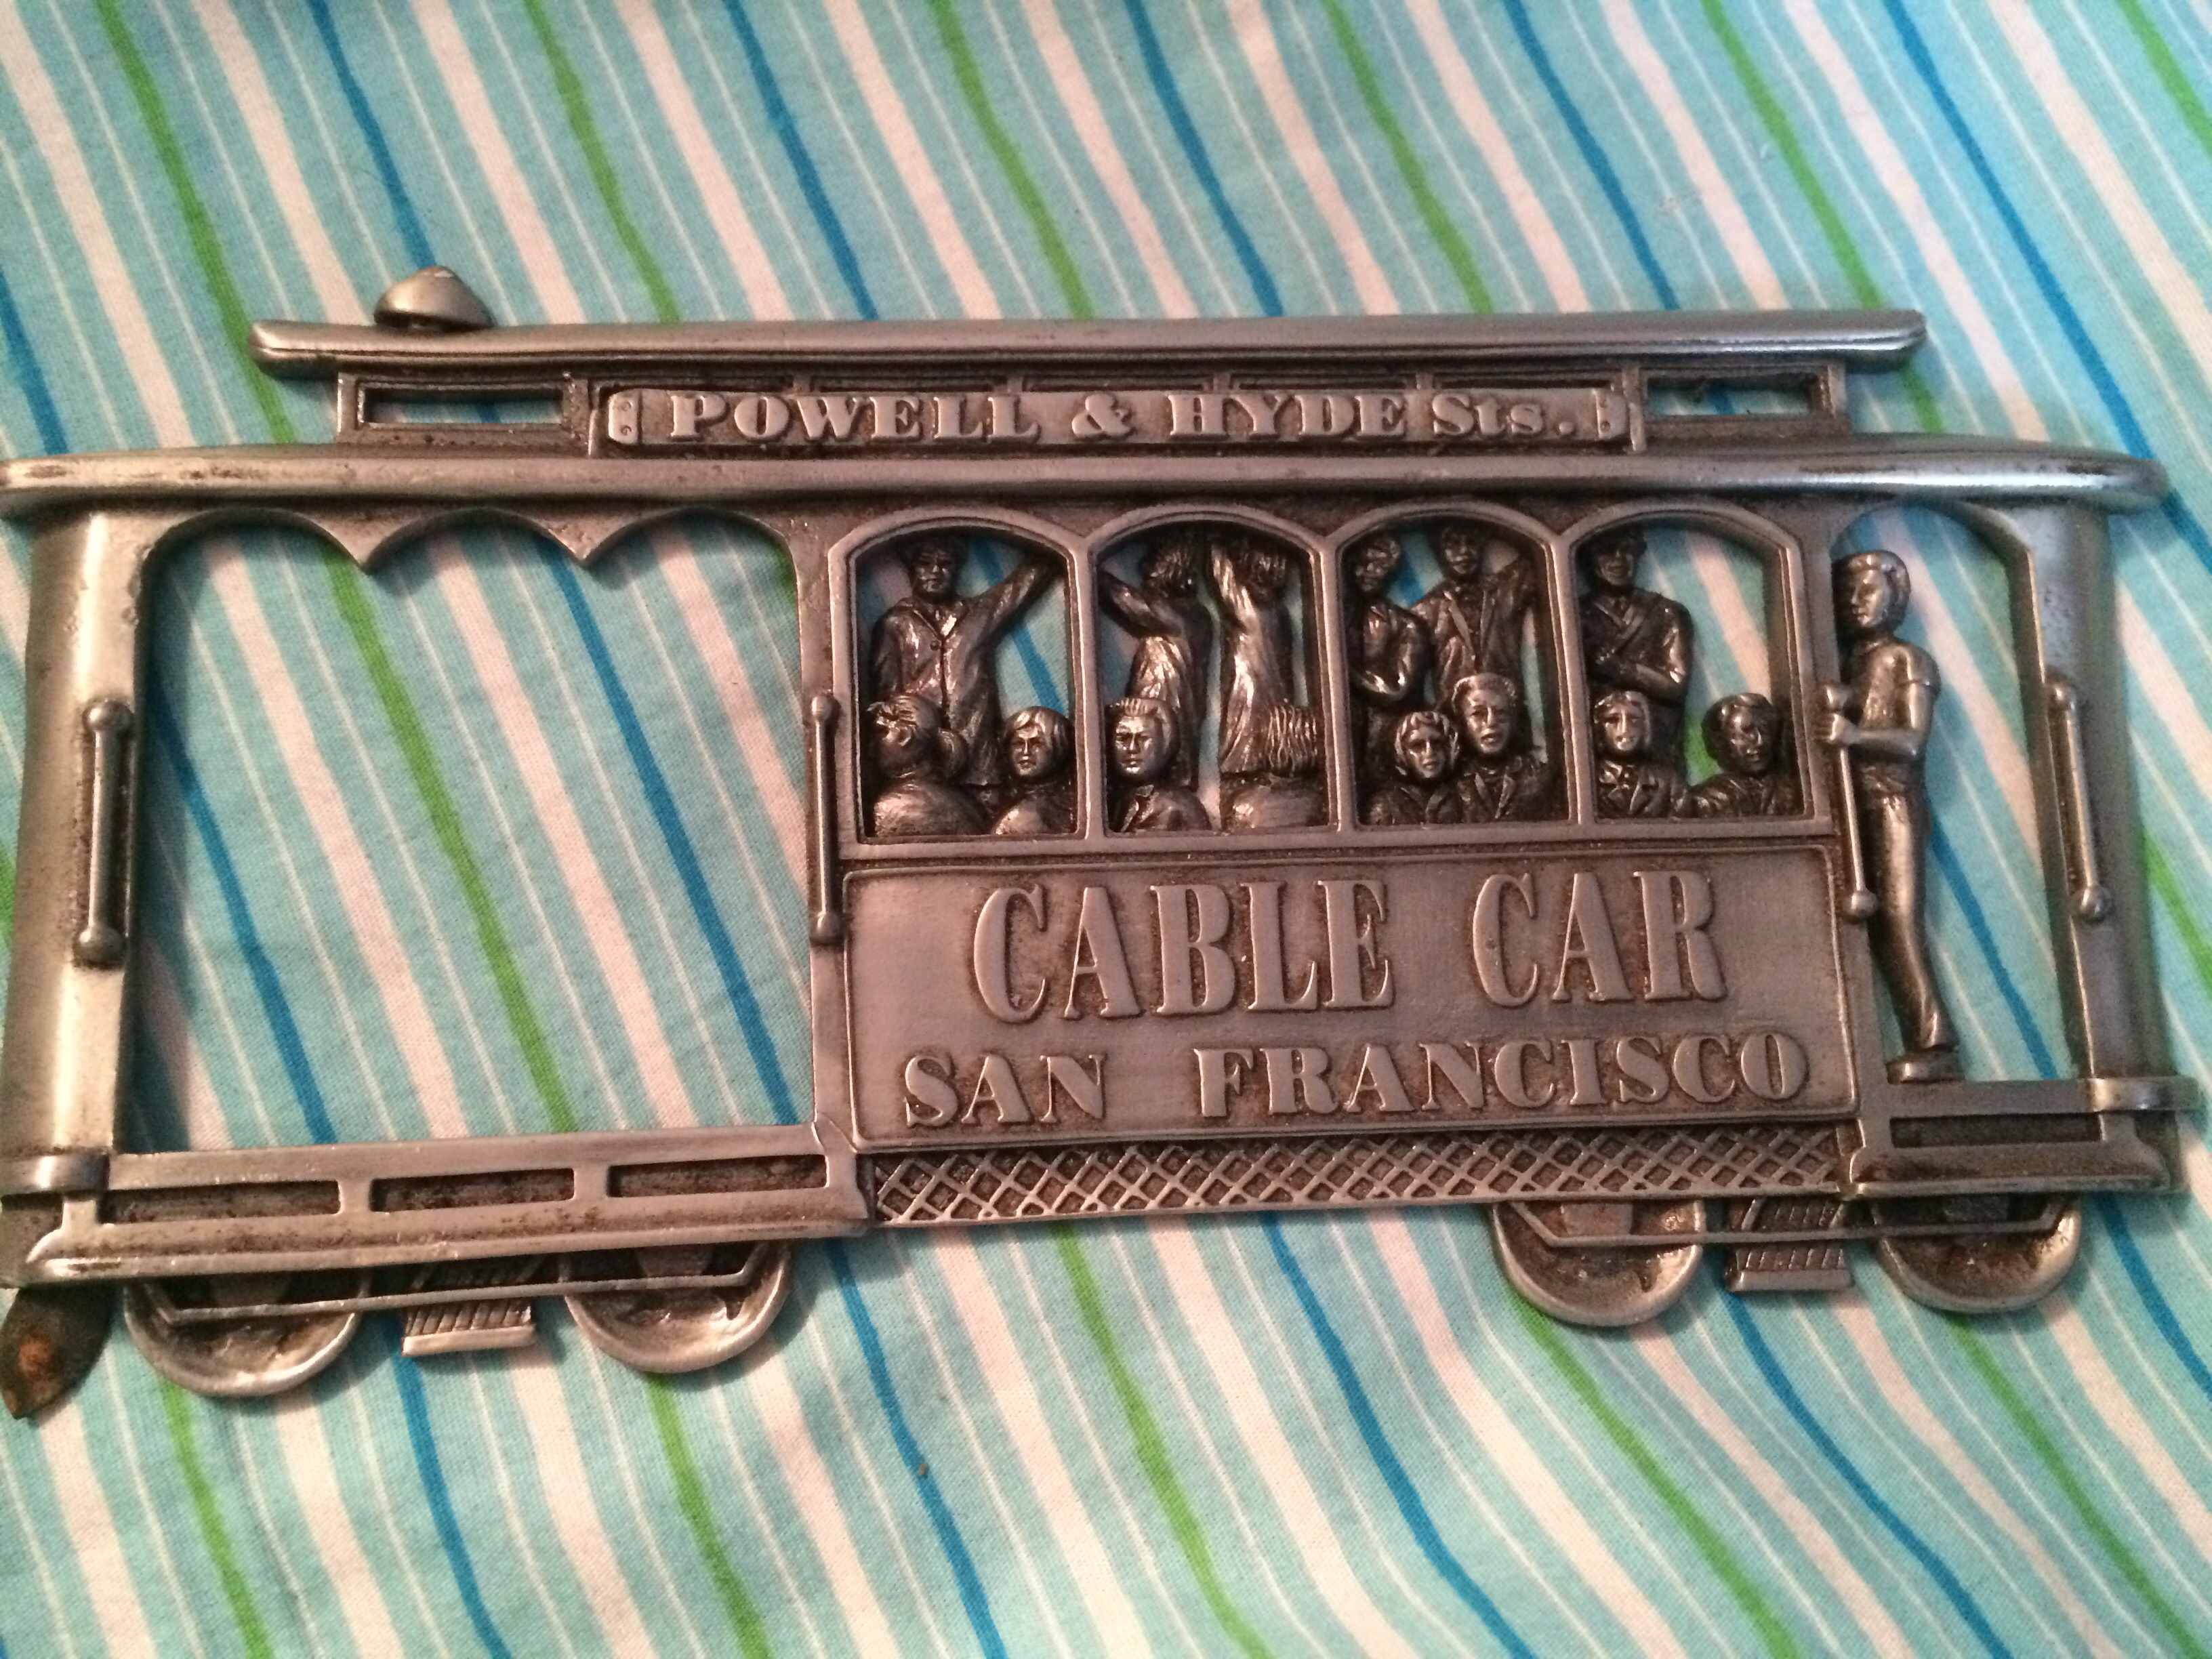 POWELL & HYDE Sts.
CABLE CAR
SAN FRANCISCO